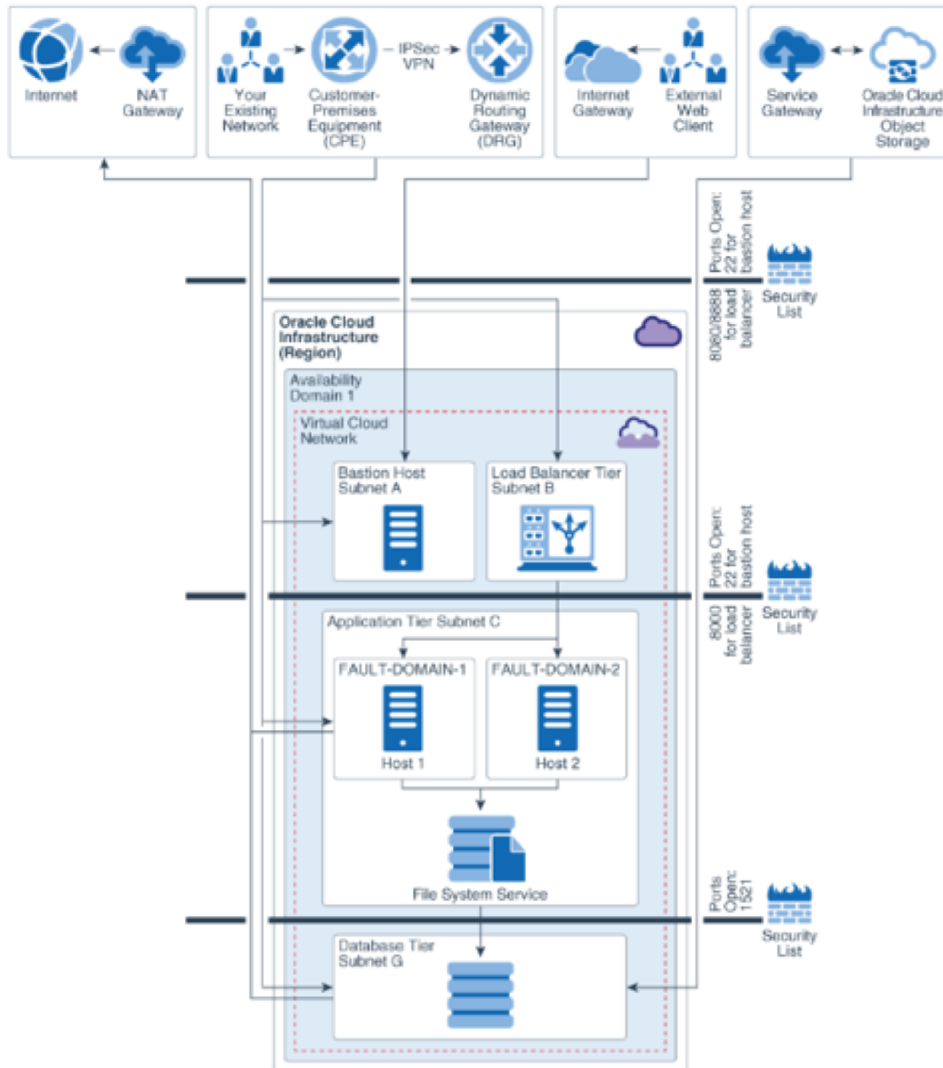 Internet
NAT
Gateway
Your
Existing
Network
Customer-
Premises
Equipment
(CPE)
IPSec
VPN
Dynamic
Routing
Gateway
(DRG)
Internet
Gateway
External
Web
Client
Service
Gateway
Oracle Cloud
Infrastructure
Object
Storage
Ports Open:
22 for
bastion host
8080/8888
for load
balancer
Security
List
Oracle Cloud
Infrastructure
(Region)
Availability
Domain 1
Virtual Cloud
Network
Bastion Host
Subnet A
Load Balancer Tier
Subnet B
Ports Open:
22 for
bastion host
8000
for load
balancer
Security
List
Application Tier Subnet C
FAULT-DOMAIN-1
Host 1
FAULT-DOMAIN-2
Host 2
File System Service
Ports
Open:
1521
Security
List
Database Tier
Subnet G